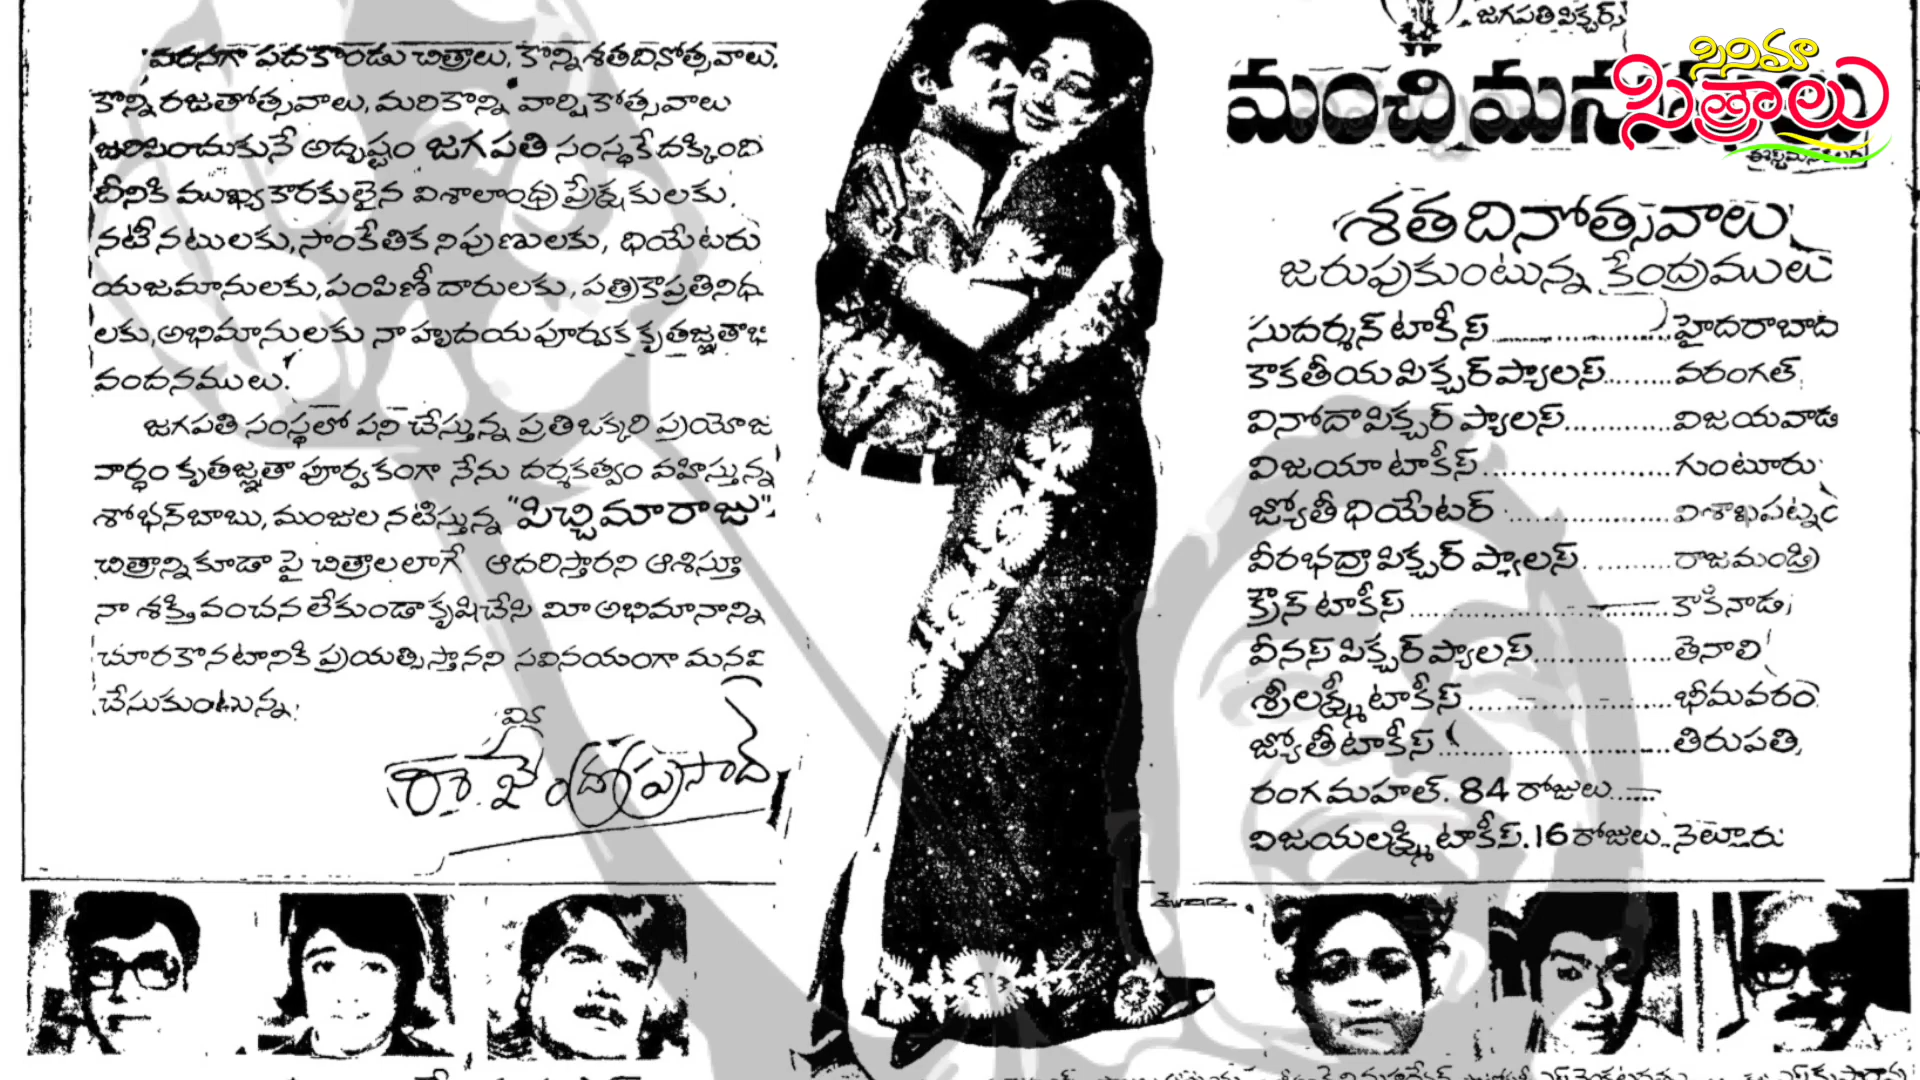 వరసగా పదకొండు చిత్రాలు, కొన్ని శతదినోత్సవాలు,
కొన్ని రజతోత్సవాలు, మరికొన్ని వార్షికోత్సవాలు
జరిపించుకునే అదృష్టం జగపతి సంస్థకే దక్కింది
దీనికి ముఖ్యకారకులైన విశాలాంధ్ర ప్రేక్షకులకు,
నటీనటులకు, సాంకేతిక నిపుణులకు, థియేటరు
యజమానులకు, పంపిణీ దారులకు, పత్రికాప్రతినిధు
లకు, అభిమానులకు నా హృదయపూర్వక కృతజ్ఞతాభి
వందనములు.
జగపతి సంస్థలో పని చేస్తున్న ప్రతి ఒక్కరి ప్రయోజ
నార్థం కృతజ్ఞతా పూర్వకంగా నేను దర్శకత్వం వహిస్తున్న
శోభన్ బాబు, మంజుల నటిస్తున్న "పిచ్చిమారాజు"
చిత్రాన్ని కూడా పై చిత్రాలలాగే ఆదరిస్తారని ఆశిస్తూ
నా శక్తి వంచన లేకుండా కృషిచేసి మీ అభిమానాన్ని
చూరకొనటానికి ప్రయత్నిస్తానని సవినయంగా మనవి
చేసుకుంటున్న
మీ
రాజేంద్రప్రసాద్
జగపతి పిక్చర్స్
మంచి మనసులు
సినిమా
చిత్రాలు
ఈస్ట్‌మన్‌కలర్
శతదినోత్సవాలు
జరుపుకుంటున్న కేంద్రములు
సుదర్శన్ టాకీస్ .................... హైదరాబాద్
కాకతీయ పిక్చర్ ప్యాలస్ ......... వరంగల్
వినోదా పిక్చర్ ప్యాలస్ ............. విజయవాడ
విజయా టాకీస్ ...................... గుంటూరు
జ్యోతీ థియేటర్ .................... విశాఖపట్నం
వీరభద్రా పిక్చర్ ప్యాలస్ .......... రాజమండ్రి
క్రౌన్ టాకీస్ ........................ కాకినాడ
వీనస్ పిక్చర్ ప్యాలస్ ............... తెనాలి
శ్రీలక్ష్మీ టాకీస్ ...................... భీమవరం
జ్యోతీ టాకీస్ ........................ తిరుపతి
రంగమహల్. 84 రోజులు ......
విజయలక్ష్మి టాకీస్. 16 రోజులు.. నెల్లూరు